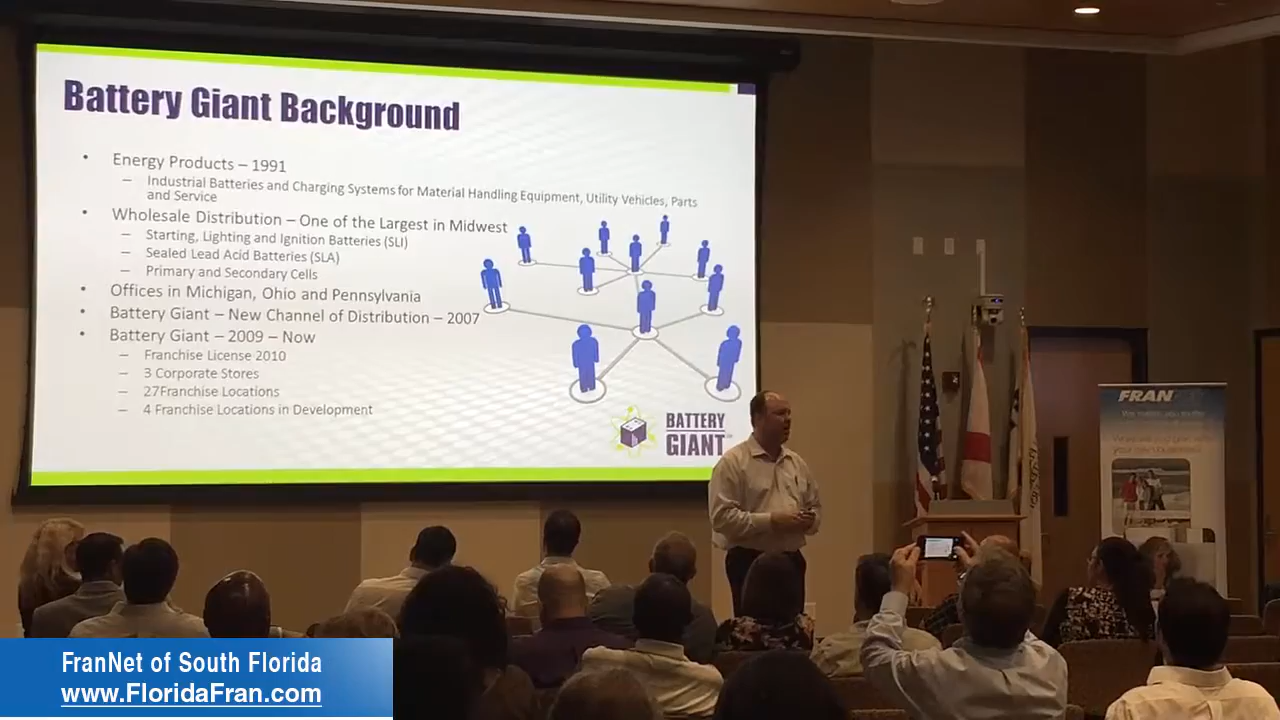 Battery Giant Background
• Energy Products – 1991
– Industrial Batteries and Charging Systems for Material Handling Equipment, Utility Vehicles, Parts
and Service
• Wholesale Distribution – One of the Largest in Midwest
– Starting, Lighting and Ignition Batteries (SLI)
– Sealed Lead Acid Batteries (SLA)
– Primary and Secondary Cells
• Offices in Michigan, Ohio and Pennsylvania
• Battery Giant – New Channel of Distribution – 2007
• Battery Giant – 2009 – Now
– Franchise License 2010
– 3 Corporate Stores
– 27Franchise Locations
– 4 Franchise Locations in Development
BATTERY
GIANT
FRAN
your own business
FranNet of South Florida
www.FloridaFran.com